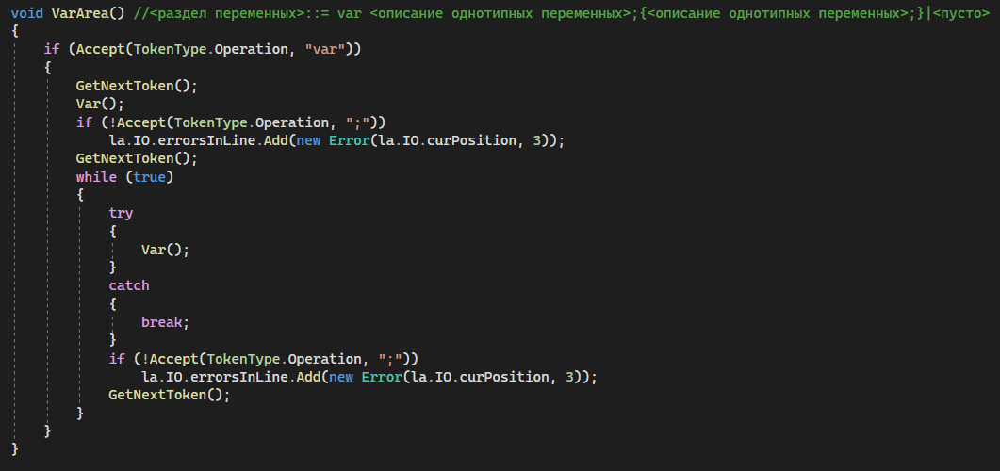 void VarArea() //<раздел переменных>::= var <описание однотипных переменных>;{<описание однотипных переменных>;}|<пусто>
{
    if (Accept(TokenType.Operation, "var"))
    {
        GetNextToken();
        Var();
        if (!Accept(TokenType.Operation, ";"))
            la.IO.errorsInLine.Add(new Error(la.IO.curPosition, 3));
        GetNextToken();
        while (true)
        {
            try
            {
                Var();
            }
            catch
            {
                break;
            }
            if (!Accept(TokenType.Operation, ";"))
                la.IO.errorsInLine.Add(new Error(la.IO.curPosition, 3));
            GetNextToken();
        }
    }
}